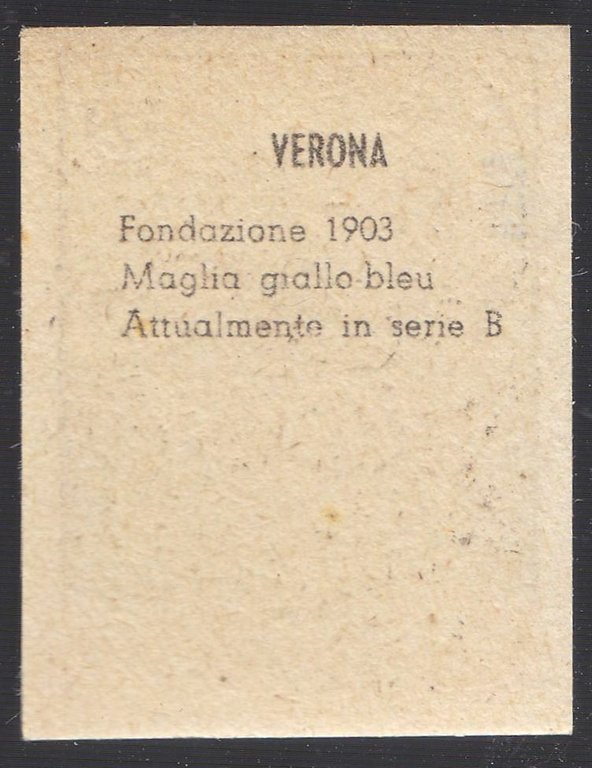 VERONA
Fondazione 1903
Maglia giallo-bleu
Attualmente in serie B